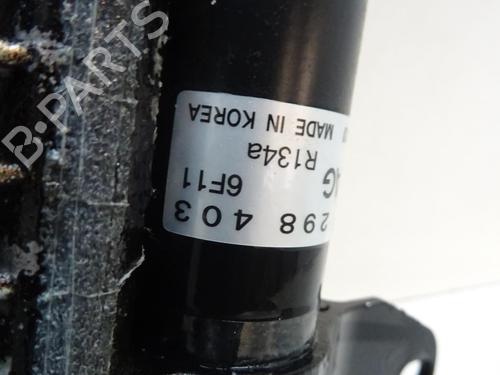 298 403
6F11
R134a
MADE IN KOREA
B-PARTS